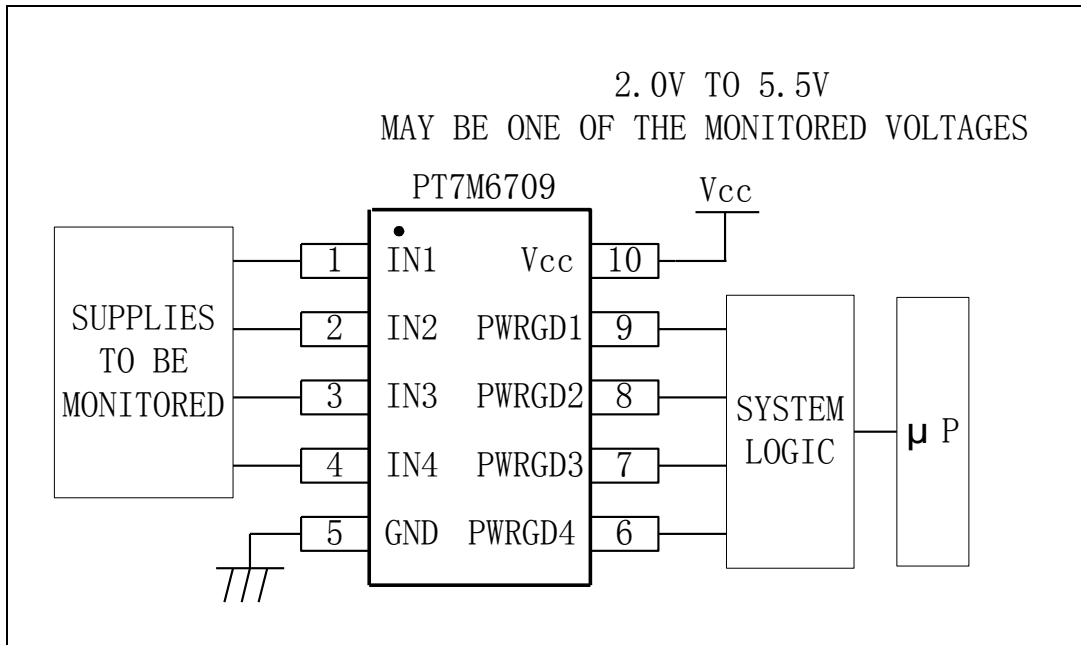 2.0V TO 5.5V
MAY BE ONE OF THE MONITORED VOLTAGES
PT7M6709
Vcc
SUPPLIES
TO BE
MONITORED
1 IN1 Vcc 10
2 IN2 PWRGD1 9
3 IN3 PWRGD2 8
4 IN4 PWRGD3 7
5 GND PWRGD4 6
SYSTEM
LOGIC
μ P